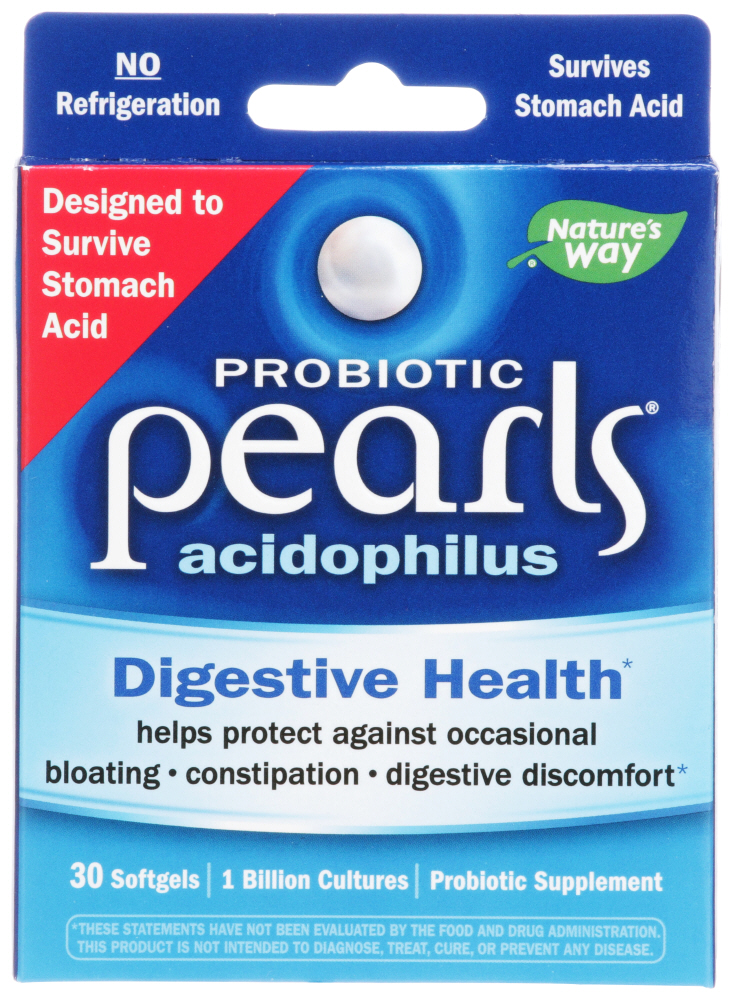 NO
Refrigeration
Survives
Stomach Acid
Designed to
Survive
Stomach
Acid
Nature's
Way
PROBIOTIC
pearls®
acidophilus
Digestive Health*
helps protect against occasional
bloating • constipation • digestive discomfort*
30 Softgels | 1 Billion Cultures | Probiotic Supplement
*THESE STATEMENTS HAVE NOT BEEN EVALUATED BY THE FOOD AND DRUG ADMINISTRATION.
THIS PRODUCT IS NOT INTENDED TO DIAGNOSE, TREAT, CURE, OR PREVENT ANY DISEASE.